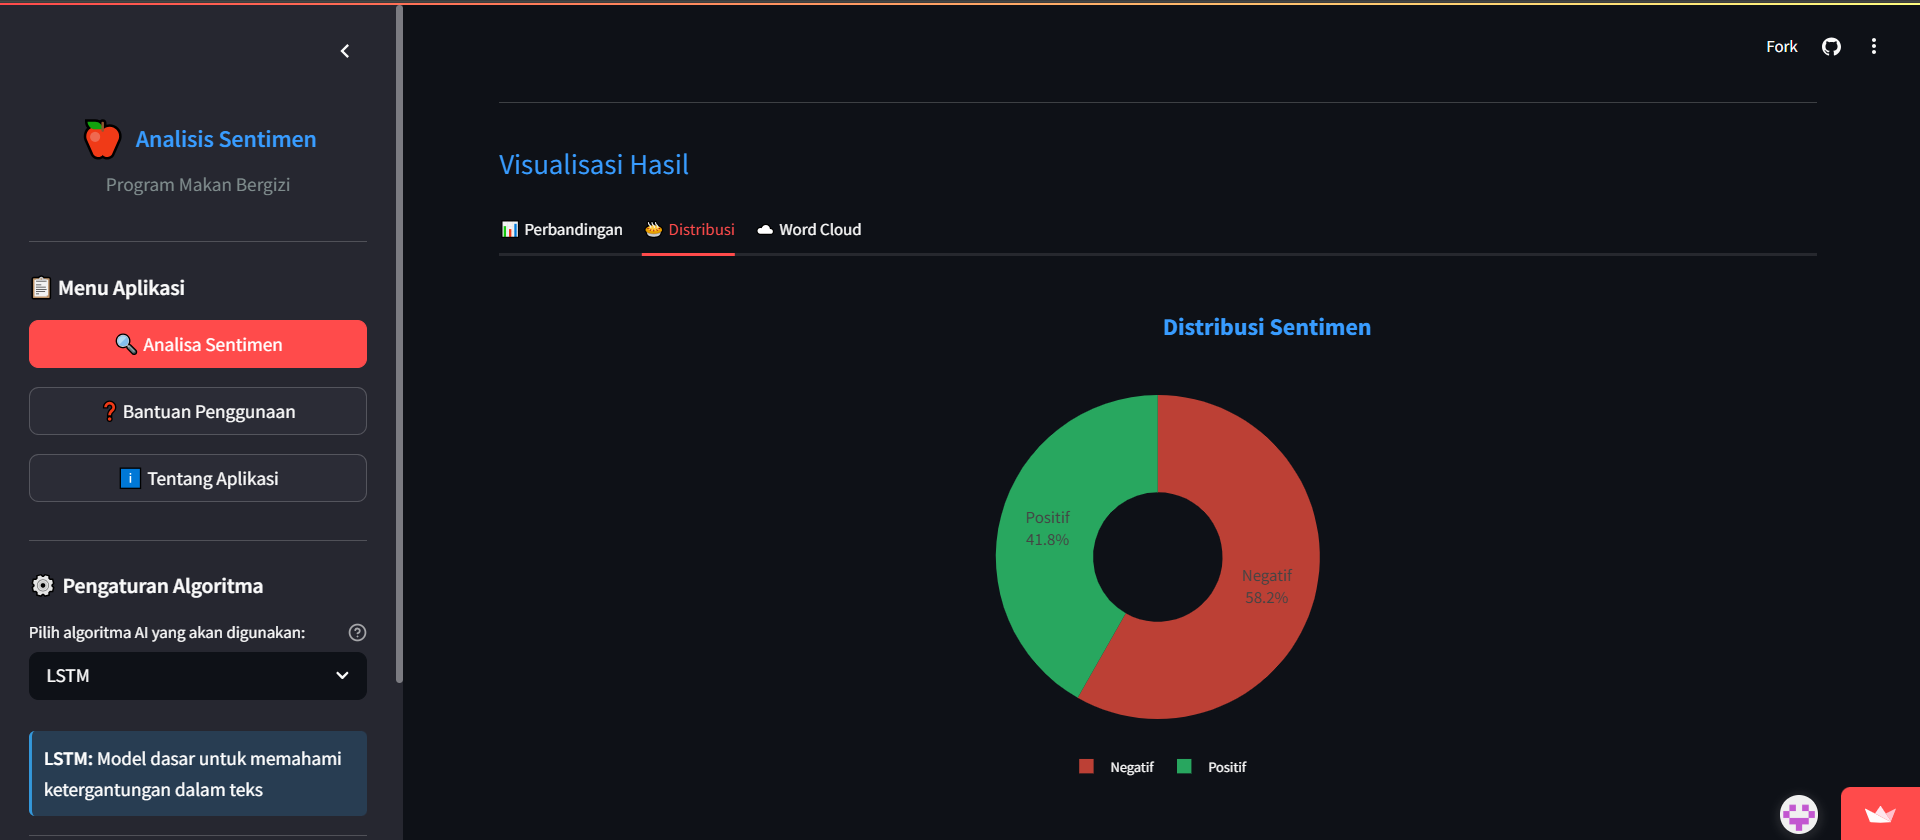 Analisis Sentimen
Program Makan Bergizi
Menu Aplikasi
Analisa Sentimen
Bantuan Penggunaan
Tentang Aplikasi
Pengaturan Algoritma
Pilih algoritma AI yang akan digunakan:
LSTM
LSTM: Model dasar untuk memahami
ketergantungan dalam teks
Fork
Visualisasi Hasil
Perbandingan Distribusi Word Cloud
Distribusi Sentimen
Positif
41.8%
Negatif
58.2%
Negatif Positif